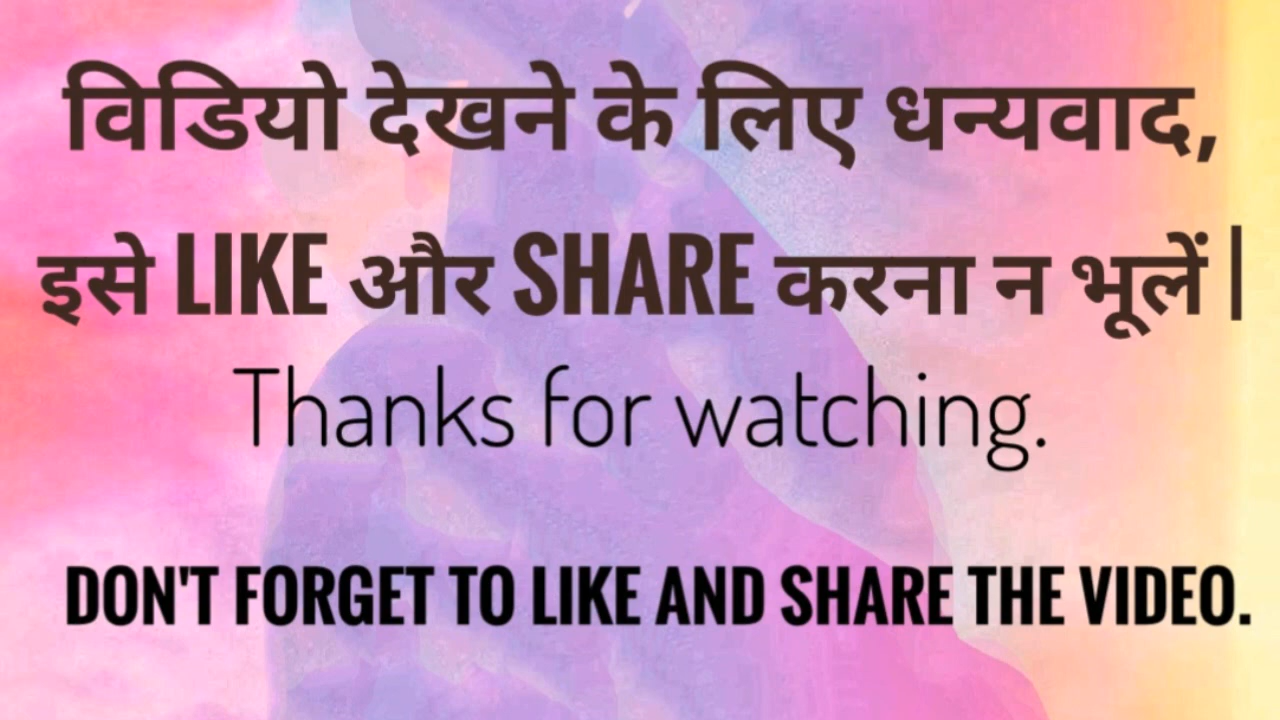 विडियो देखने के लिए धन्यवाद,
इसे LIKE और SHARE करना न भूलें|
Thanks for watching.
DON'T FORGET TO LIKE AND SHARE THE VIDEO.